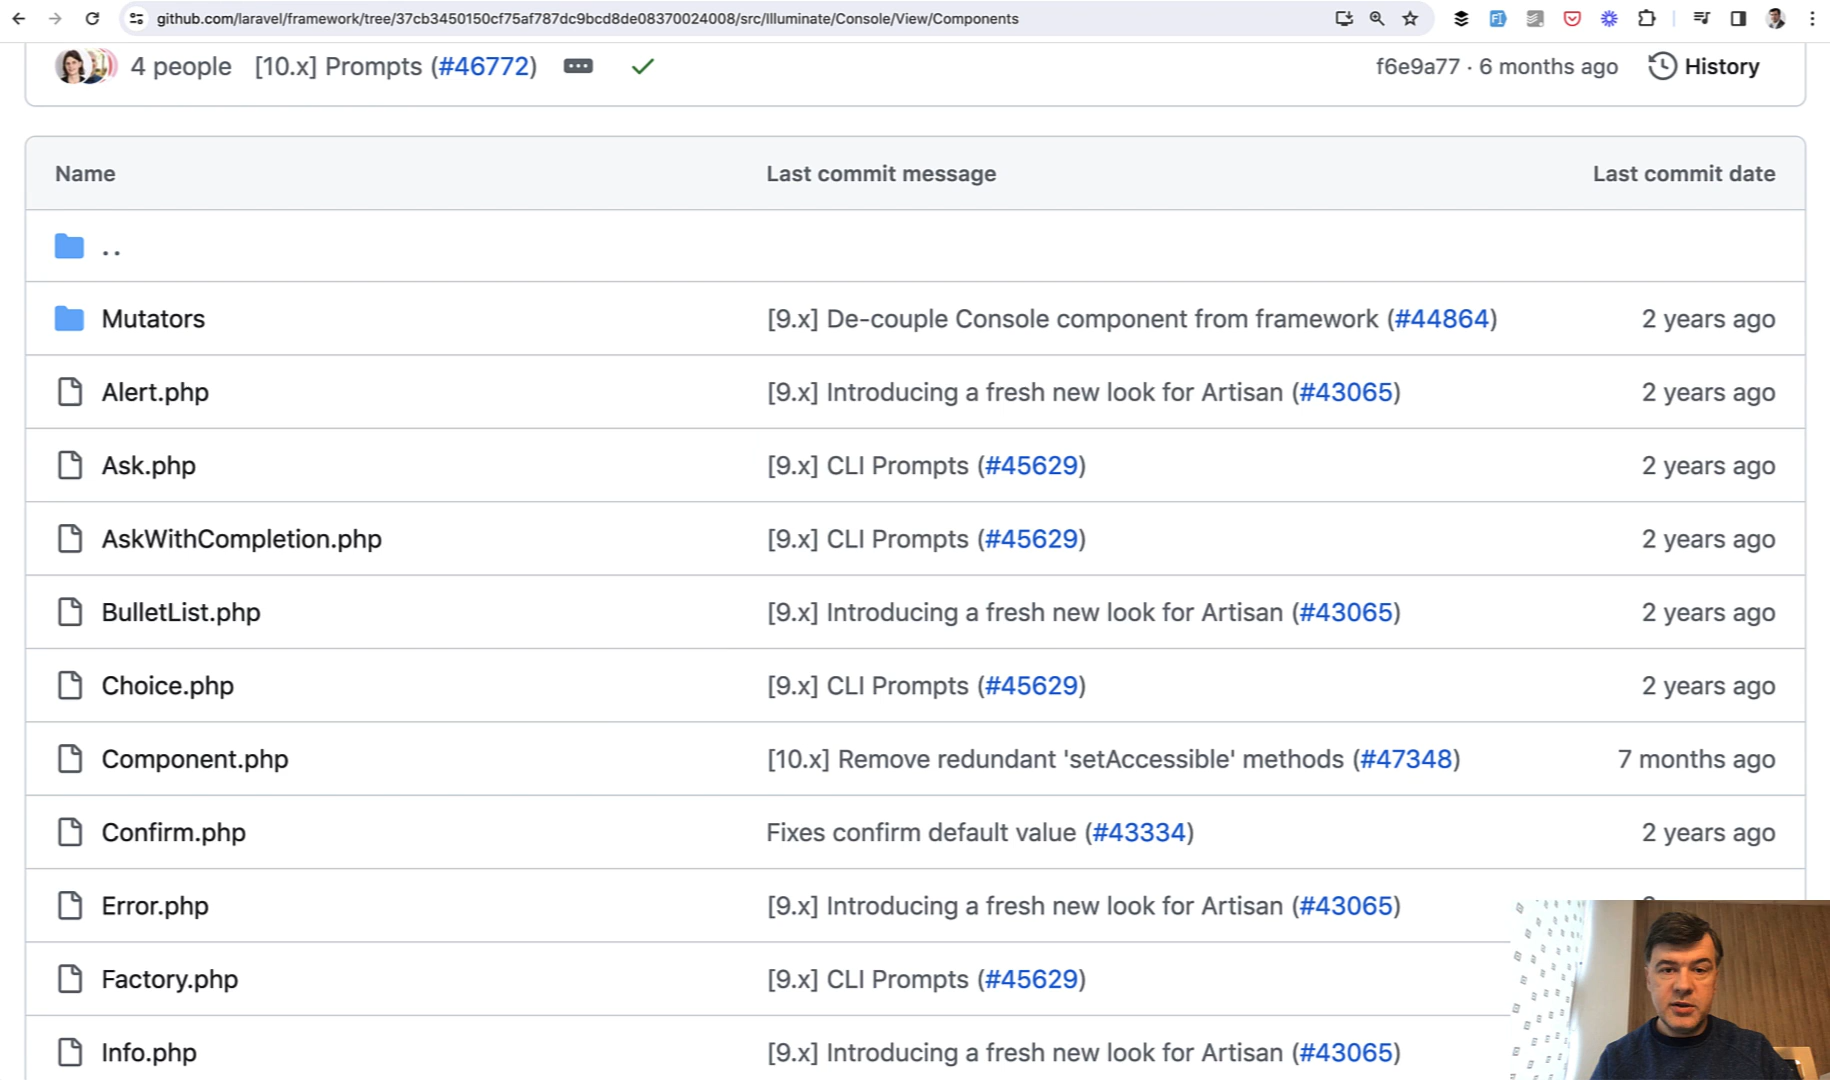 github.com/laravel/framework/tree/37cb3450150cf75af787dc9bcd8de08370024008/src/Illuminate/Console/View/Components
4 people [10.x] Prompts (#46772) f6e9a77 · 6 months ago History
Name Last commit message Last commit date
..
Mutators [9.x] De-couple Console component from framework (#44864) 2 years ago
Alert.php [9.x] Introducing a fresh new look for Artisan (#43065) 2 years ago
Ask.php [9.x] CLI Prompts (#45629) 2 years ago
AskWithCompletion.php [9.x] CLI Prompts (#45629) 2 years ago
BulletList.php [9.x] Introducing a fresh new look for Artisan (#43065) 2 years ago
Choice.php [9.x] CLI Prompts (#45629) 2 years ago
Component.php [10.x] Remove redundant 'setAccessible' methods (#47348) 7 months ago
Confirm.php Fixes confirm default value (#43334) 2 years ago
Error.php [9.x] Introducing a fresh new look for Artisan (#43065)
Factory.php [9.x] CLI Prompts (#45629)
Info.php [9.x] Introducing a fresh new look for Artisan (#43065)